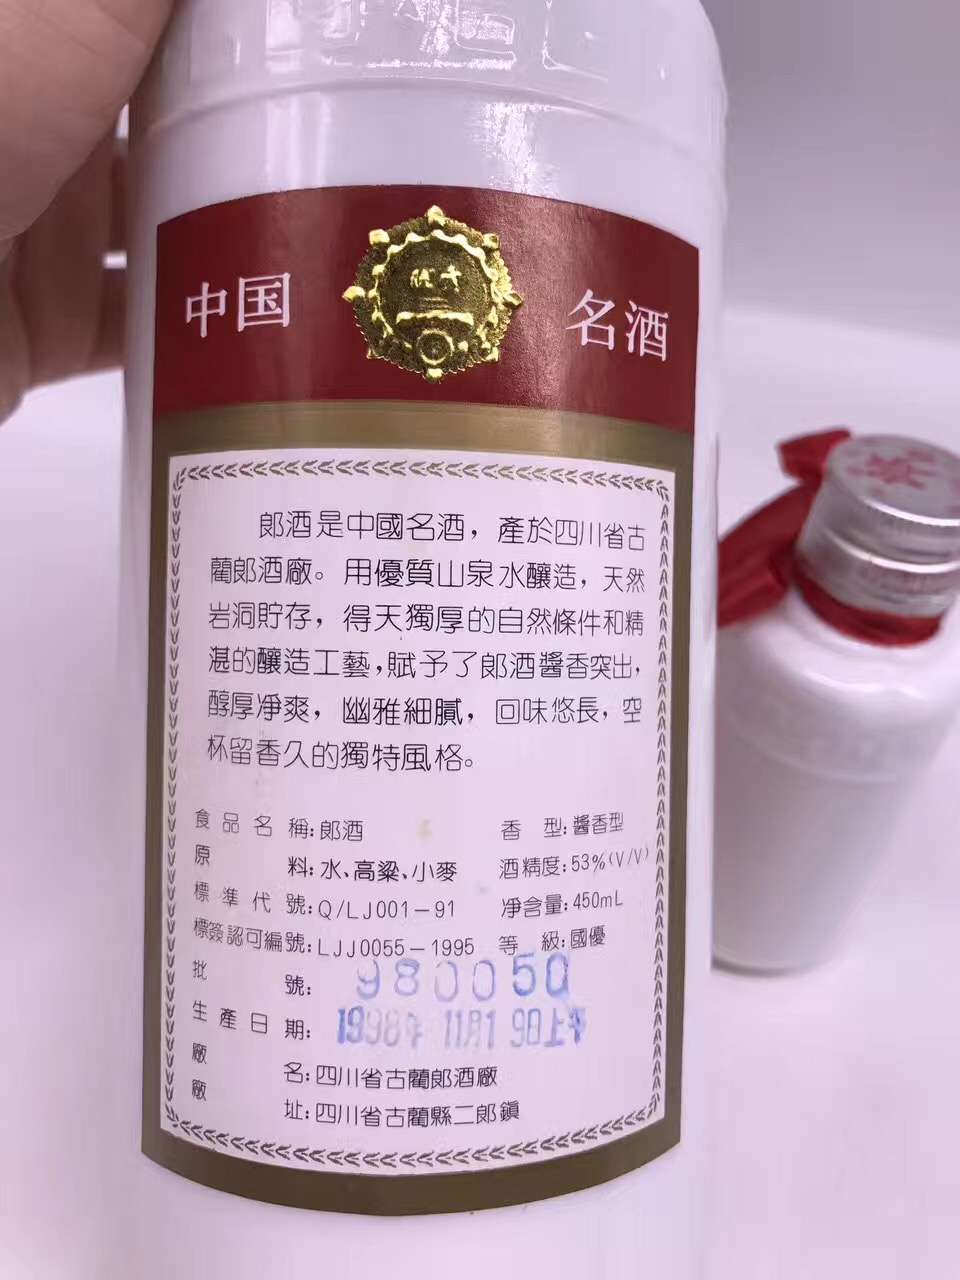 中国 名酒
郎酒是中國名酒，產於四川省古
藺郎酒廠。用優質山泉水釀造，天然
岩洞貯存，得天獨厚的自然條件和精
湛的釀造工藝，賦予了郎酒醬香突出，
醇厚净爽，幽雅細膩，回味悠長，空
杯留香久的獨特風格。
食品名稱：郎酒 香型：醬香型
原料：水、高粱、小麥 酒精度：53%(V/V)
標準代號：Q/LJ001－91 净含量：450mL
標簽認可編號：LJJ0055－1995 等級：國優
批號：980050
生產日期：1998年11月19日上午
廠名：四川省古藺郎酒廠
廠址：四川省古藺縣二郎鎮